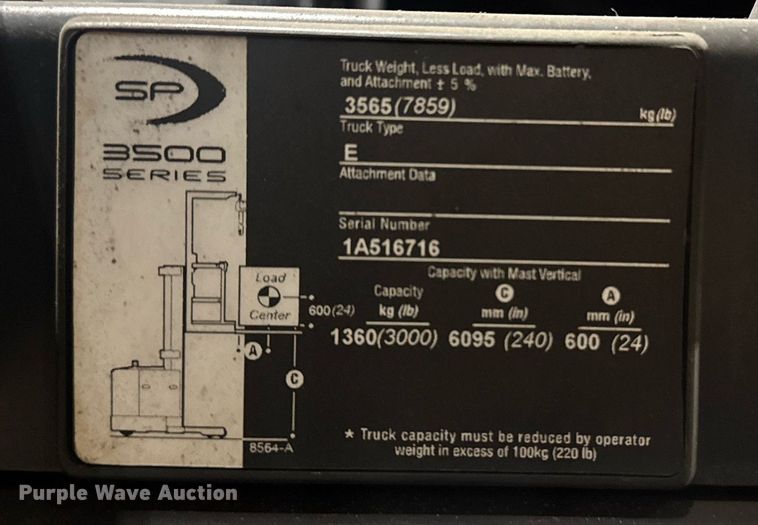 SP
3500
SERIES
Truck Weight, Less Load, with Max. Battery,
and Attachment ± 5 %
3565 (7859) kg (lb)
Truck Type
E
Attachment Data
Serial Number
1A516716
Capacity with Mast Vertical
Capacity C A
kg (lb) mm (in) mm (in)
1360(3000) 6095 (240) 600 (24)
Load
Center
600 (24)
A
C
8564-A
* Truck capacity must be reduced by operator
weight in excess of 100kg (220 lb)
Purple Wave Auction